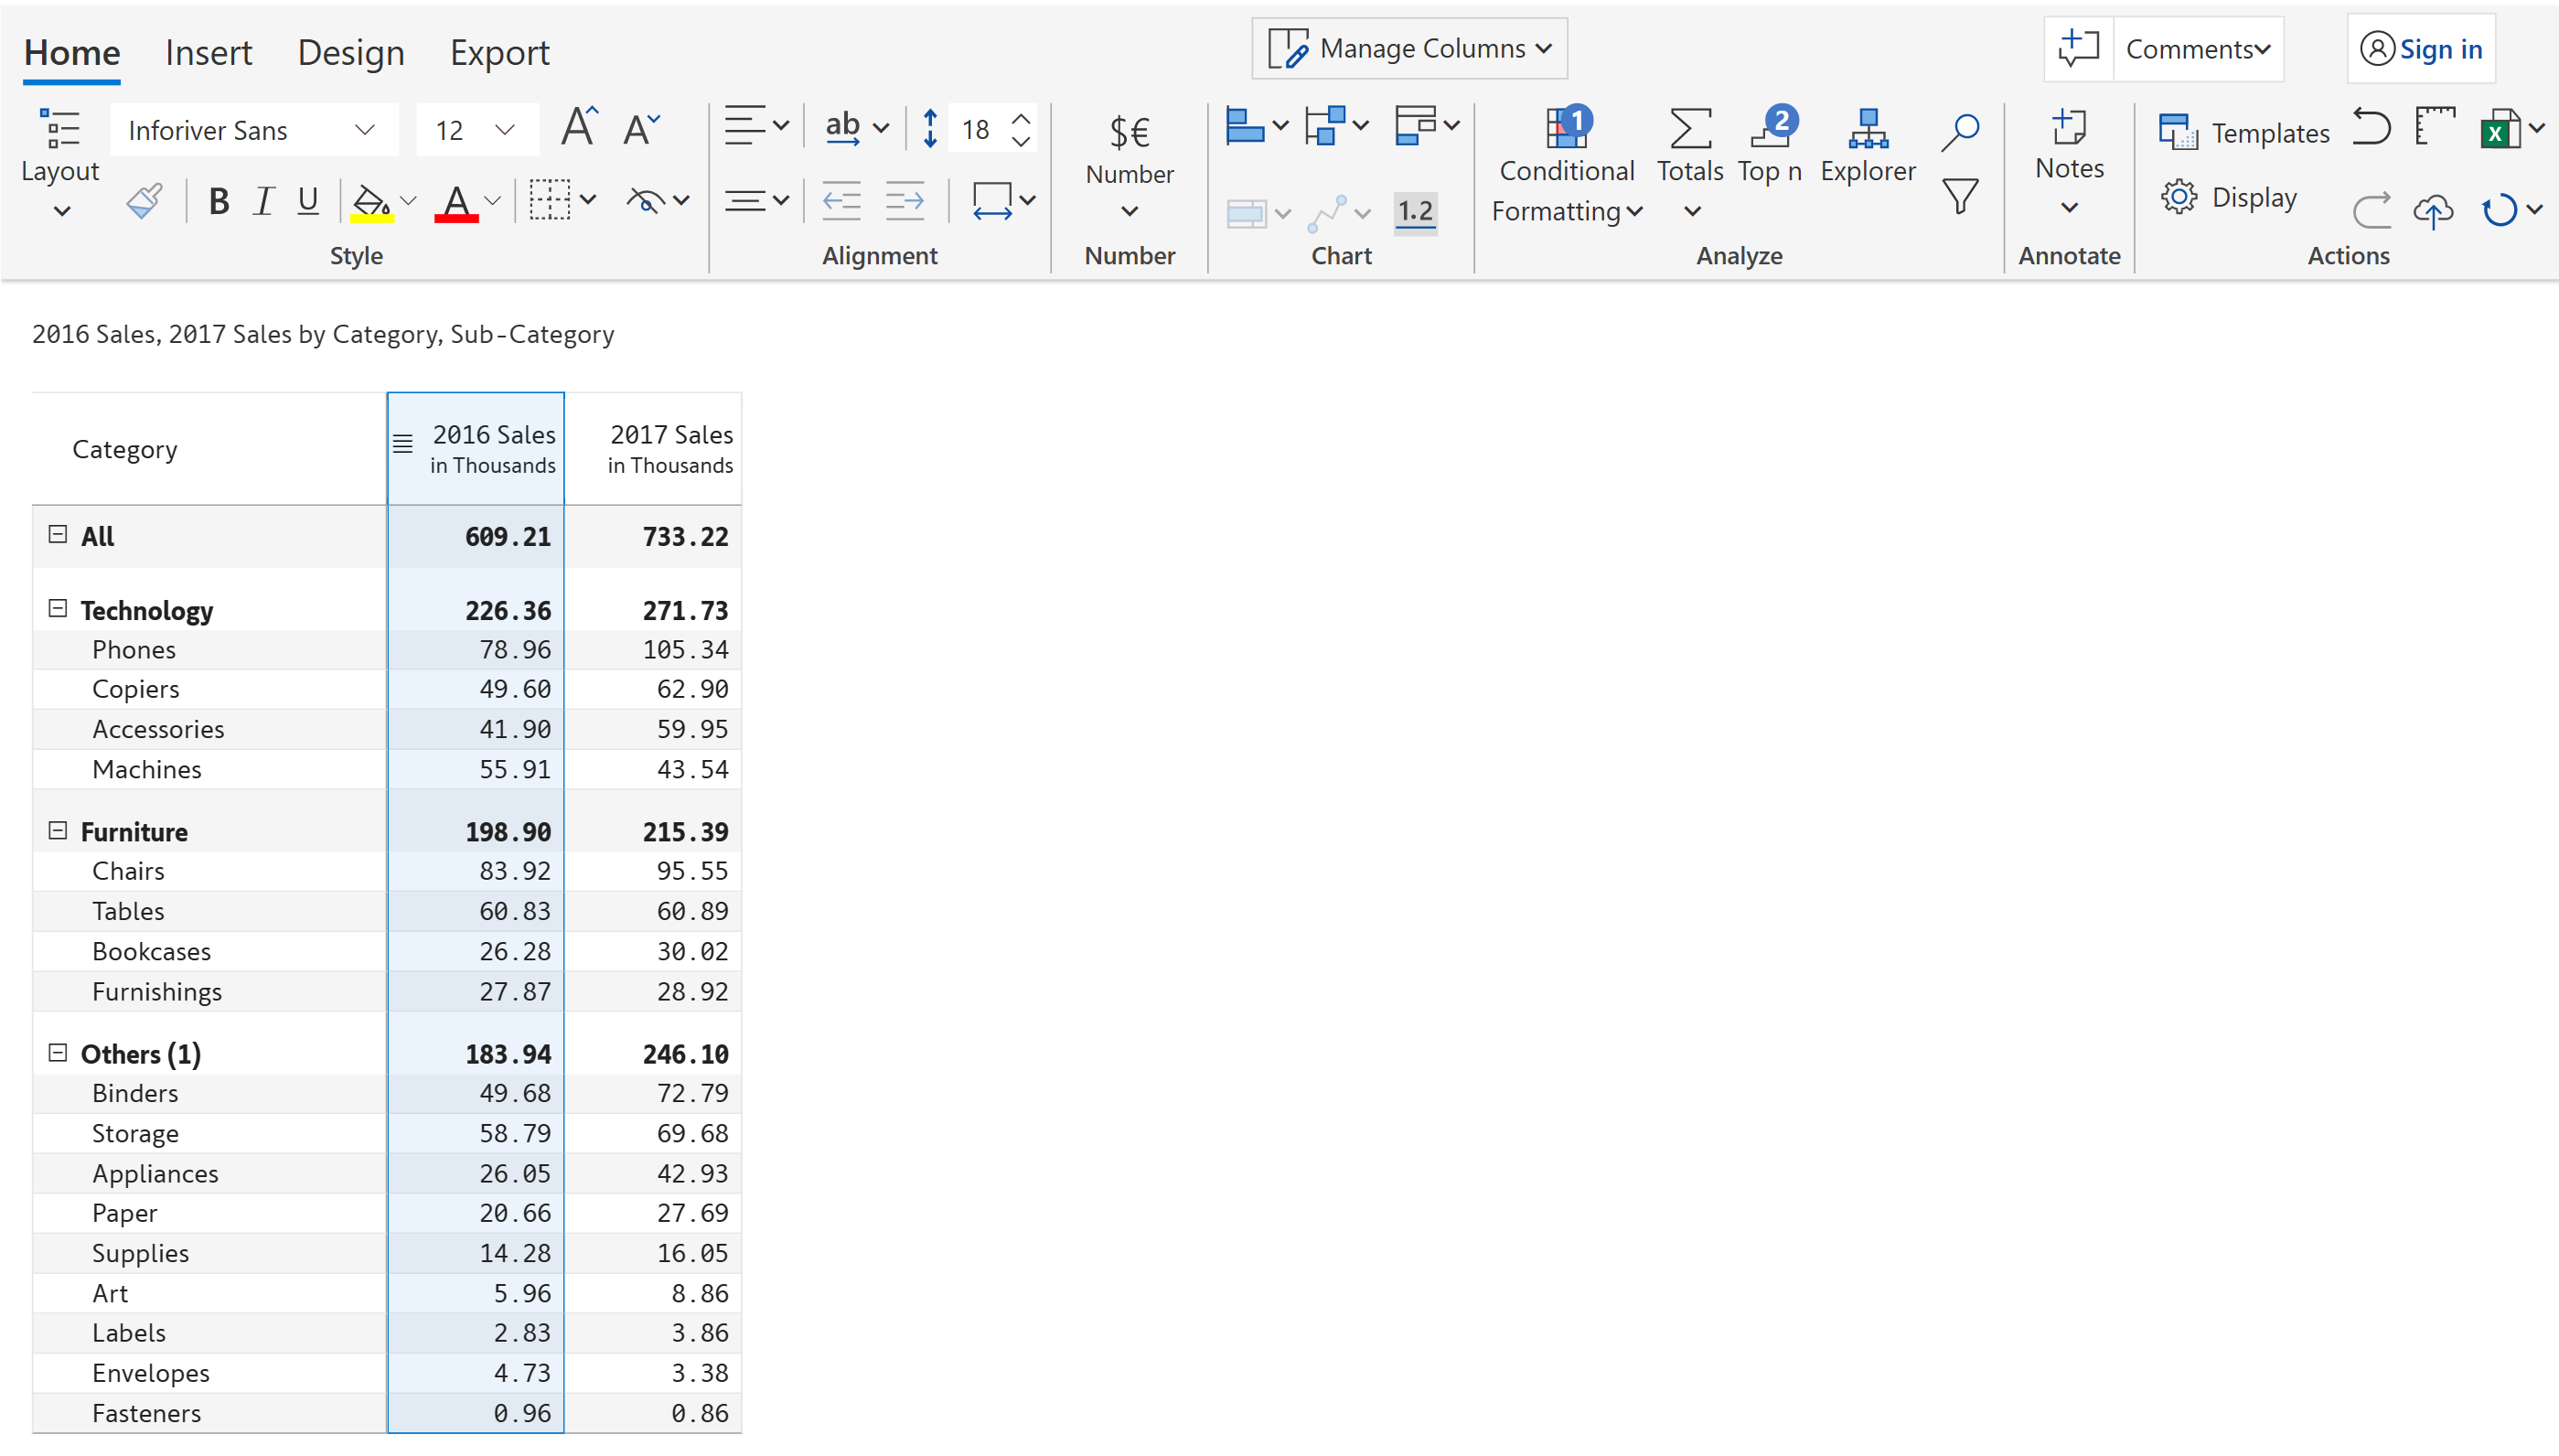 Home Insert Design Export Manage Columns Comments Sign in
Inforiver Sans 12 ab 18 $€ 1 2 Templates
Layout Number Conditional Totals Top n Explorer Notes
B I U A 1.2 Formatting Display
Style Alignment Number Chart Analyze Annotate Actions
2016 Sales, 2017 Sales by Category, Sub-Category
Category 2016 Sales in Thousands 2017 Sales in Thousands
All 609.21 733.22
Technology 226.36 271.73
Phones 78.96 105.34
Copiers 49.60 62.90
Accessories 41.90 59.95
Machines 55.91 43.54
Furniture 198.90 215.39
Chairs 83.92 95.55
Tables 60.83 60.89
Bookcases 26.28 30.02
Furnishings 27.87 28.92
Others (1) 183.94 246.10
Binders 49.68 72.79
Storage 58.79 69.68
Appliances 26.05 42.93
Paper 20.66 27.69
Supplies 14.28 16.05
Art 5.96 8.86
Labels 2.83 3.86
Envelopes 4.73 3.38
Fasteners 0.96 0.86